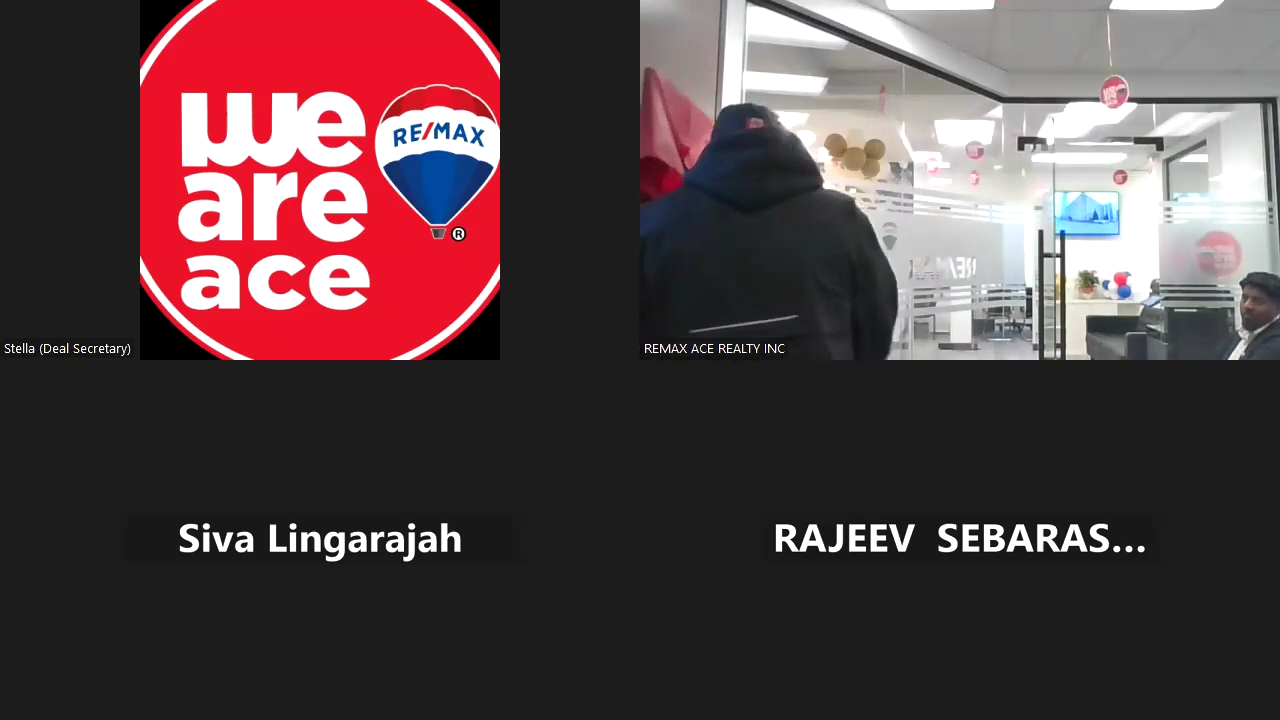 we
are
ace
RE/MAX
®
Stella (Deal Secretary)
REMAX ACE REALTY INC
Siva Lingarajah
RAJEEV SEBARAS...